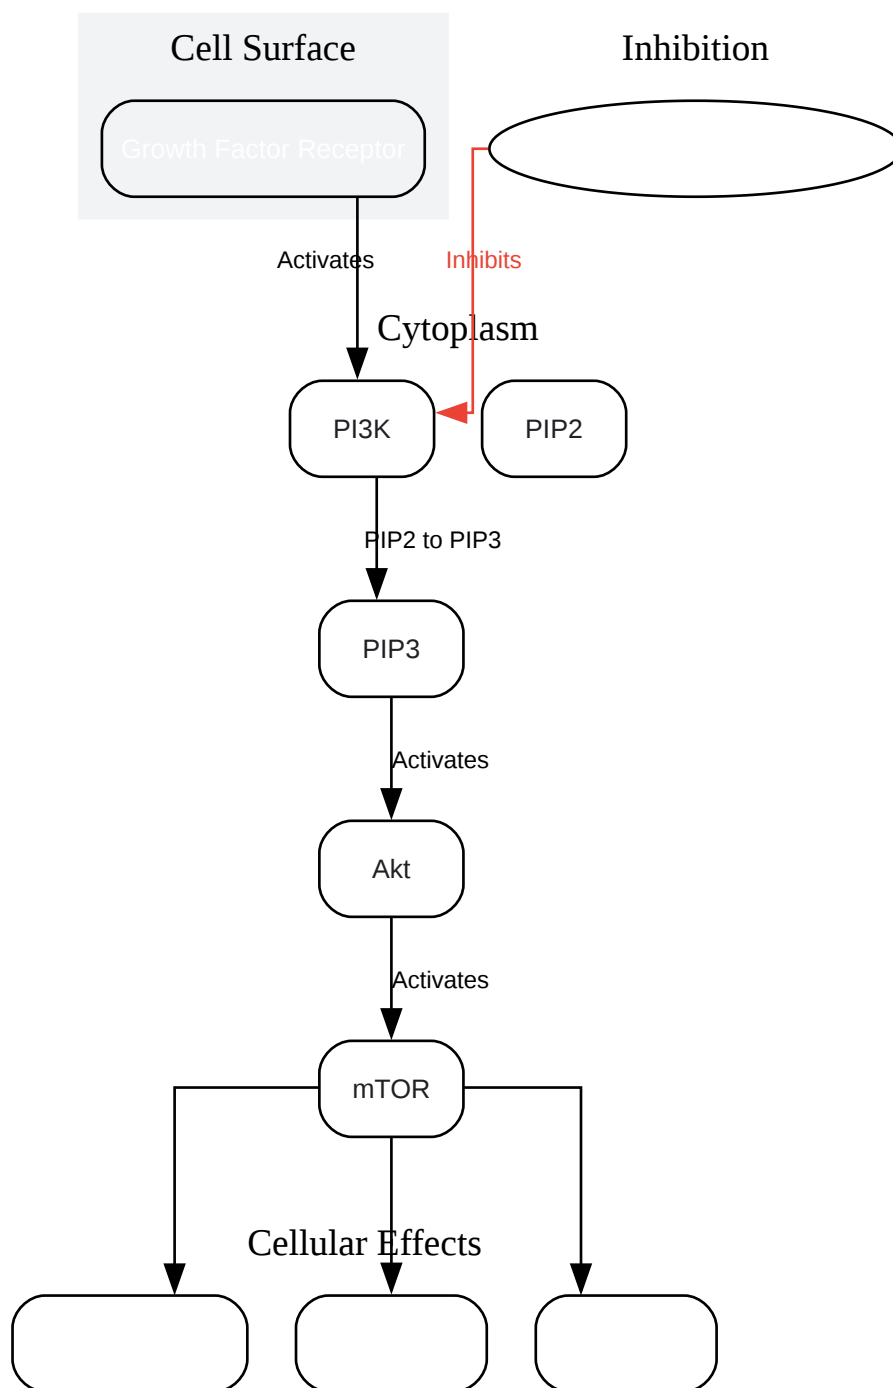 Cell Surface
Inhibition
Growth Factor Receptor
Activates
Inhibits
Cytoplasm
PI3K
PIP2
PIP2 to PIP3
PIP3
Activates
Akt
Activates
mTOR
Cellular Effects